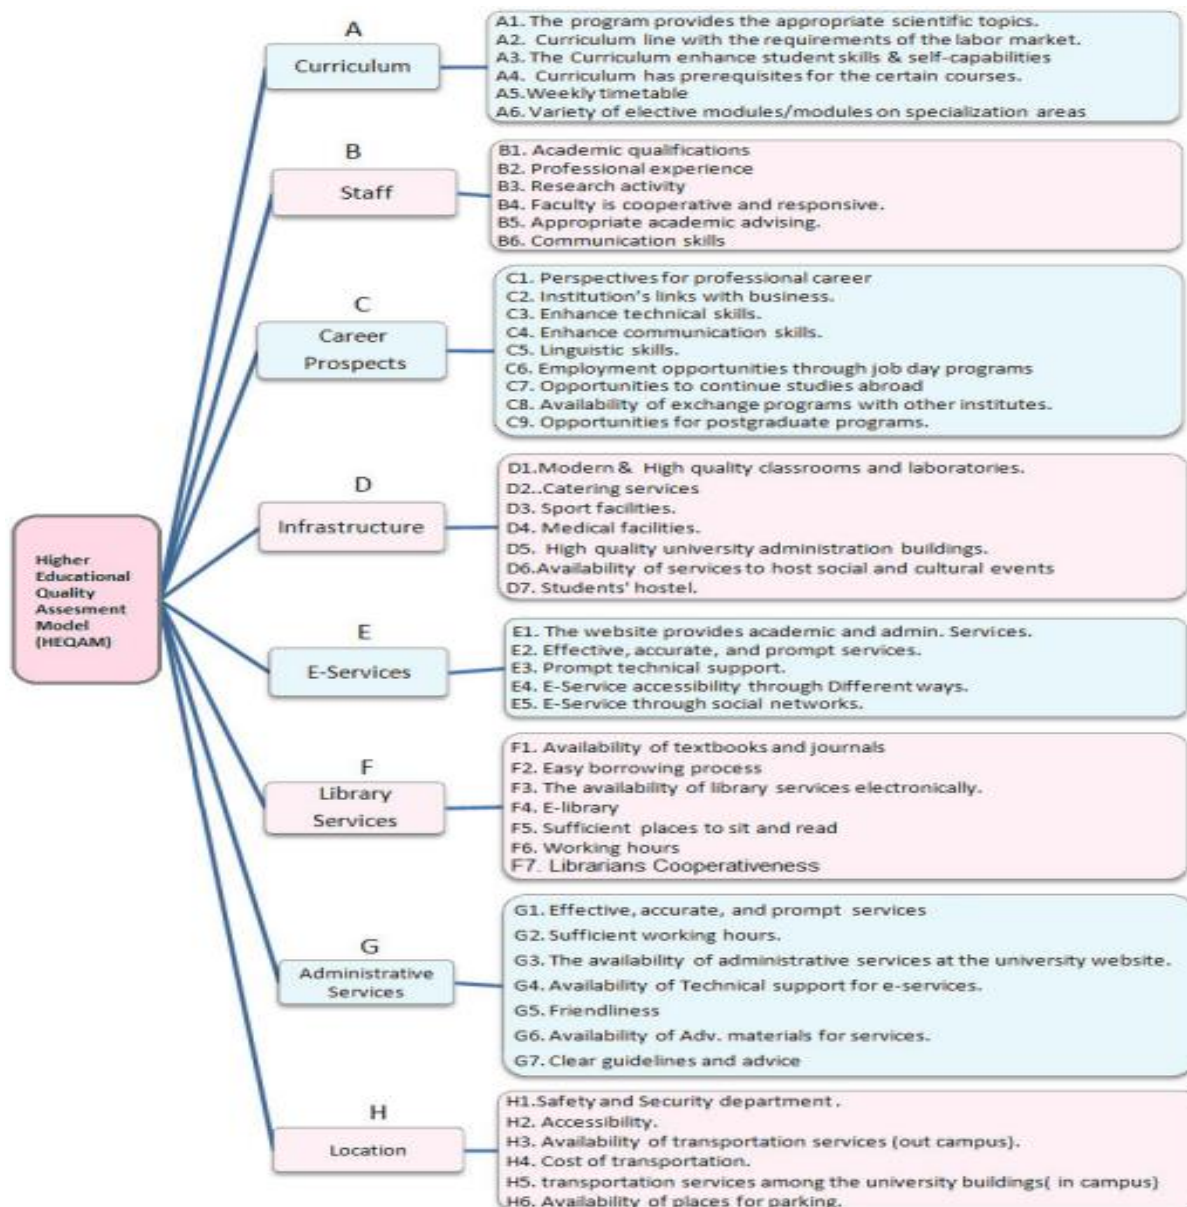 A
Curriculum
A1. The program provides the appropriate scientific topics.
A2. Curriculum line with the requirements of the labor market.
A3. The Curriculum enhance student skills & self-capabilities
A4. Curriculum has prerequisites for the certain courses.
A5.Weekly timetable
A6. Variety of elective modules/modules on specialization areas
B
Staff
B1. Academic qualifications
B2. Professional experience
B3. Research activity
B4. Faculty is cooperative and responsive.
B5. Appropriate academic advising.
B6. Communication skills
C
Career
Prospects
C1. Perspectives for professional career
C2. Institution's links with business.
C3. Enhance technical skills.
C4. Enhance communication skills.
C5. Linguistic skills.
C6. Employment opportunities through job day programs
C7. Opportunities to continue studies abroad
C8. Availability of exchange programs with other institutes.
C9. Opportunities for postgraduate programs.
D
Infrastructure
D1.Modern & High quality classrooms and laboratories.
D2..Catering services
D3. Sport facilities.
D4. Medical facilities.
D5. High quality university administration buildings.
D6.Availability of services to host social and cultural events
D7. Students' hostel.
Higher
Educational
Quality
Assesment
Model
(HEQAM)
E
E-Services
E1. The website provides academic and admin. Services.
E2. Effective, accurate, and prompt services.
E3. Prompt technical support.
E4. E-Service accessibility through Different ways.
E5. E-Service through social networks.
F
Library
Services
F1. Availability of textbooks and journals
F2. Easy borrowing process
F3. The availability of library services electronically.
F4. E-library
F5. Sufficient places to sit and read
F6. Working hours
F7. Librarians Cooperativeness
G
Administrative
Services
G1. Effective, accurate, and prompt services
G2. Sufficient working hours.
G3. The availability of administrative services at the university website.
G4. Availability of Technical support for e-services.
G5. Friendliness
G6. Availability of Adv. materials for services.
G7. Clear guidelines and advice
H
Location
H1.Safety and Security department .
H2. Accessibility.
H3. Availability of transportation services (out campus).
H4. Cost of transportation.
H5. transportation services among the university buildings( in campus)
H6. Availability of places for parking.